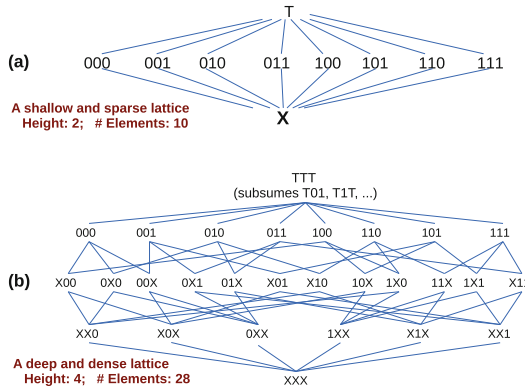 T
(a)
000 001 010 011 100 101 110 111
X
A shallow and sparse lattice
Height: 2; # Elements: 10
TTT
(subsumes T01, T1T, ...)
000 001 010 011 100 110 101 111
(b)
X00 0X0 00X 0X1 01X X01 X10 10X 1X0 11X 1X1
XX0 X0X 0XX 1XX X1X XX1
A deep and dense lattice
Height: 4; # Elements: 28
XXX